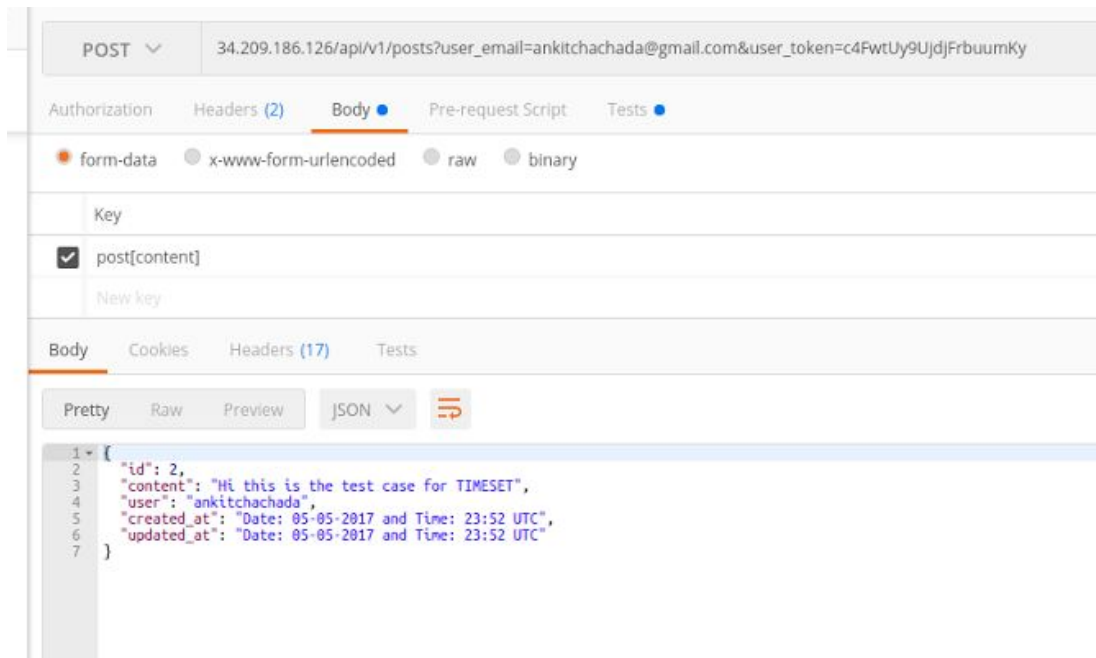 POST 34.209.186.126/api/v1/posts?user_email=ankitchachada@gmail.com&user_token=c4FwtUy9UjdjFrbuumKy
Authorization Headers (2) Body Pre-request Script Tests
form-data x-www-form-urlencoded raw binary
Key
post[content]
New key
Body Cookies Headers (17) Tests
Pretty Raw Preview JSON
1 {
2 "id": 2,
3 "content": "Hi this is the test case for TIMESET",
4 "user": "ankitchachada",
5 "created_at": "Date: 05-05-2017 and Time: 23:52 UTC",
6 "updated_at": "Date: 05-05-2017 and Time: 23:52 UTC"
7 }